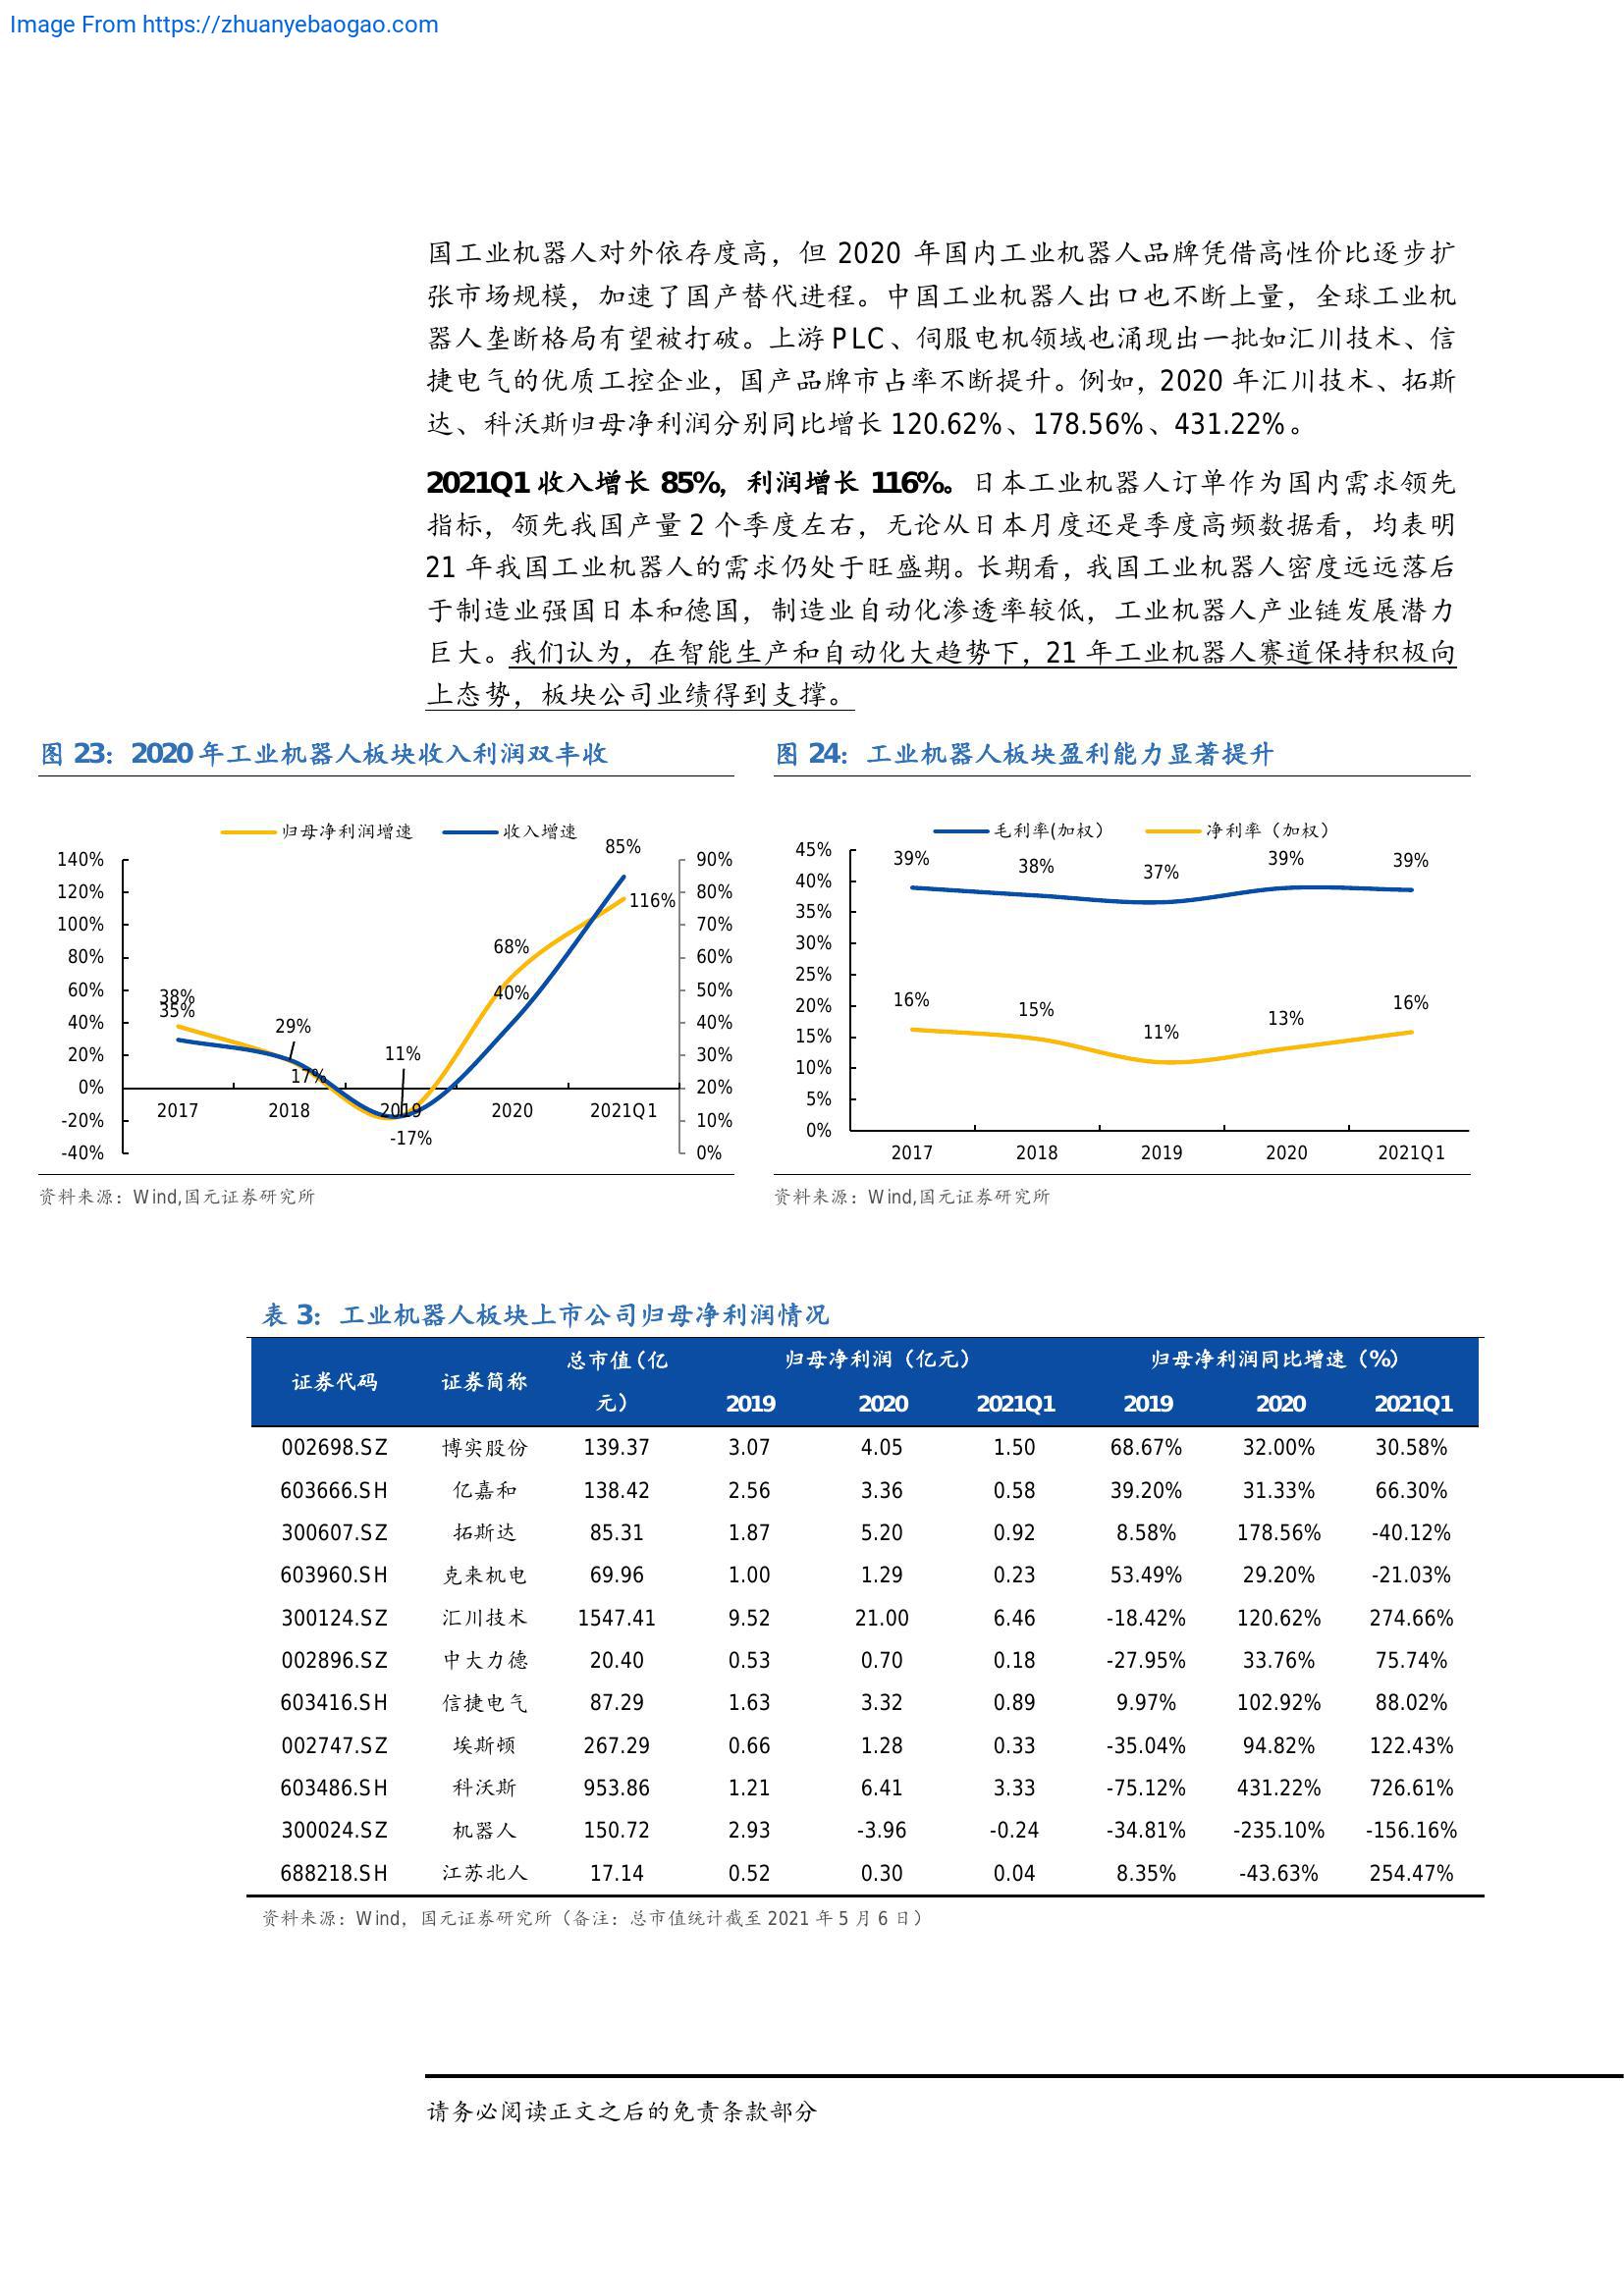 Image From https://zhuanyebaogao.com
国工业机器人对外依存度高，但 2020 年国内工业机器人品牌凭借高性价比逐步扩
张市场规模，加速了国产替代进程。中国工业机器人出口也不断上量，全球工业机
器人垄断格局有望被打破。上游 PLC、伺服电机领域也涌现出一批如汇川技术、信
捷电气的优质工控企业，国产品牌市占率不断提升。例如，2020 年汇川技术、拓斯
达、科沃斯归母净利润分别同比增长 120.62%、178.56%、431.22%。
2021Q1 收入增长 85%，利润增长 116%。日本工业机器人订单作为国内需求领先
指标，领先我国产量 2 个季度左右，无论从日本月度还是季度高频数据看，均表明
21 年我国工业机器人的需求仍处于旺盛期。长期看，我国工业机器人密度远远落后
于制造业强国日本和德国，制造业自动化渗透率较低，工业机器人产业链发展潜力
巨大。我们认为，在智能生产和自动化大趋势下，21 年工业机器人赛道保持积极向
上态势，板块公司业绩得到支撑。
图 23：2020 年工业机器人板块收入利润双丰收
归母净利润增速 收入增速
140% 120% 100% 80% 60% 40% 20% 0% -20% -40%
38% 35% 29% 17% 11% -17% 68% 40% 85% 116%
90% 80% 70% 60% 50% 40% 30% 20% 10% 0%
2017 2018 2019 2020 2021Q1
资料来源：Wind,国元证券研究所
图 24：工业机器人板块盈利能力显著提升
毛利率(加权） 净利率（加权）
45% 40% 35% 30% 25% 20% 15% 10% 5% 0%
39% 38% 37% 39% 39%
16% 15% 11% 13% 16%
2017 2018 2019 2020 2021Q1
资料来源：Wind,国元证券研究所
表 3：工业机器人板块上市公司归母净利润情况
证券代码 证券简称 总市值（亿元） 归母净利润（亿元） 归母净利润同比增速（%）
2019 2020 2021Q1 2019 2020 2021Q1
002698.SZ 博实股份 139.37 3.07 4.05 1.50 68.67% 32.00% 30.58%
603666.SH 亿嘉和 138.42 2.56 3.36 0.58 39.20% 31.33% 66.30%
300607.SZ 拓斯达 85.31 1.87 5.20 0.92 8.58% 178.56% -40.12%
603960.SH 克来机电 69.96 1.00 1.29 0.23 53.49% 29.20% -21.03%
300124.SZ 汇川技术 1547.41 9.52 21.00 6.46 -18.42% 120.62% 274.66%
002896.SZ 中大力德 20.40 0.53 0.70 0.18 -27.95% 33.76% 75.74%
603416.SH 信捷电气 87.29 1.63 3.32 0.89 9.97% 102.92% 88.02%
002747.SZ 埃斯顿 267.29 0.66 1.28 0.33 -35.04% 94.82% 122.43%
603486.SH 科沃斯 953.86 1.21 6.41 3.33 -75.12% 431.22% 726.61%
300024.SZ 机器人 150.72 2.93 -3.96 -0.24 -34.81% -235.10% -156.16%
688218.SH 江苏北人 17.14 0.52 0.30 0.04 8.35% -43.63% 254.47%
资料来源：Wind，国元证券研究所（备注：总市值统计截至 2021 年 5 月 6 日）
请务必阅读正文之后的免责条款部分